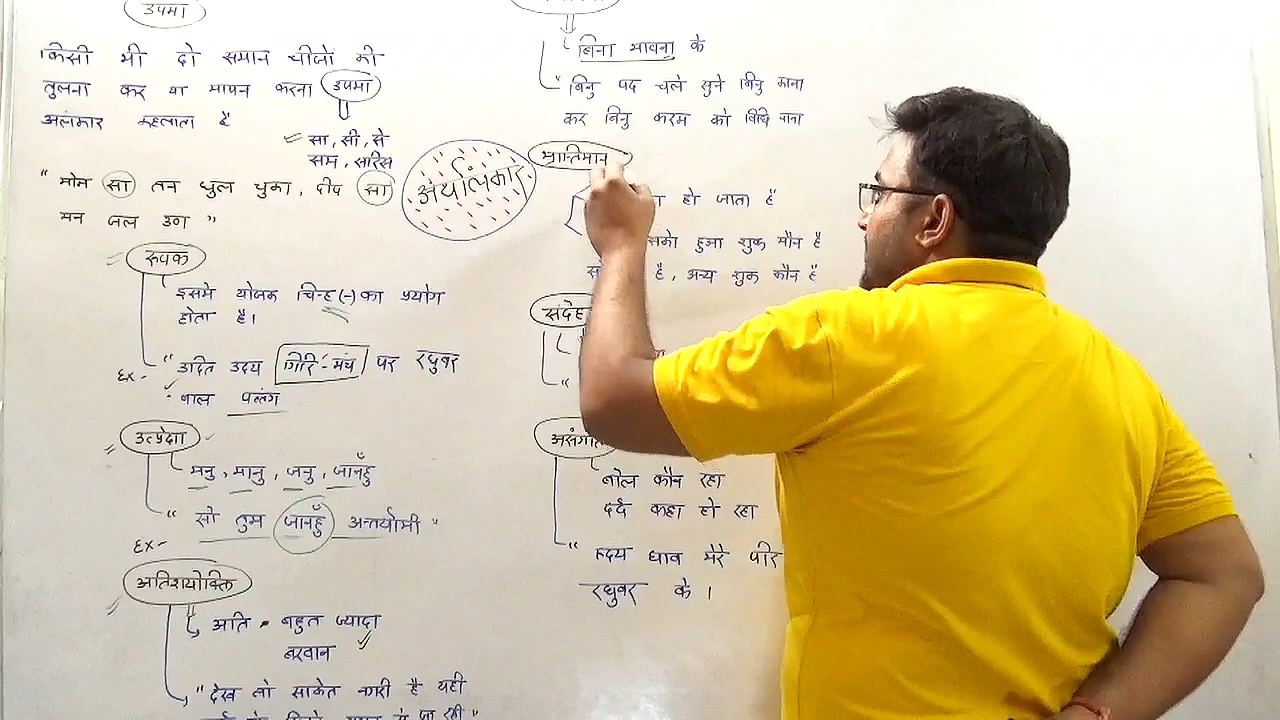 उपमा
किसी भी दो समान चीजों की
तुलना कर या मापन करना उपमा
अलंकार कहलाता है
सा, सी, से
सम, सरिस
" मोम सा तन धुल चुका, दीप सा
मन जल उठा "
अर्थालंकार
रूपक
इसमे योजक चिन्ह (-) का प्रयोग
होता है।
Ex - " उदित उदय गिरि-मंच पर रघुवर
बाल पतंग
उत्प्रेक्षा
मनु, मानु, जनु, जानहुँ
" सो तुम जानहुँ अन्तर्यामी "
Ex -
अतिशयोक्ति
अति - बहुत ज्यादा
बखान
" देख लो साकेत नगरी है यही
जा रही "
बिना भावना के
" बिनु पद चले सुने बिनु काना
कर बिनु करम को विधि नाना
भ्रान्तिमान
हो जाता है
हुआ शुक मौन है
है, अन्य शुक कौन है
संदेह
"
असंगति
बोल कौन रहा
दर्द कहा हो रहा
" हृदय घाव मेरे पीर
रघुवर के ।